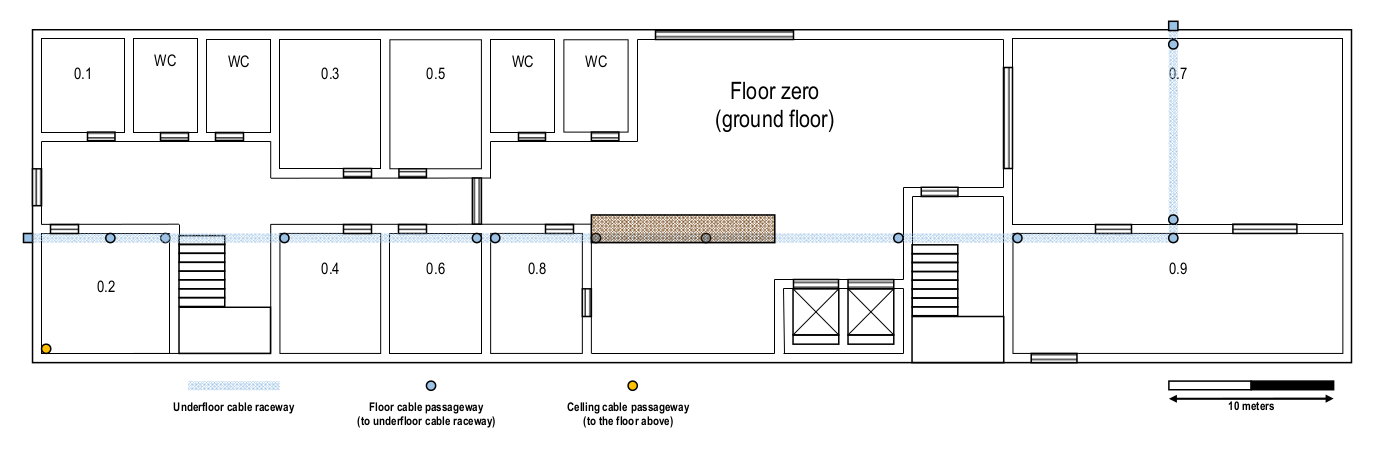 0.1
WC
WC
0.3
0.5
WC
WC
Floor zero
(ground floor)
0.7
0.2
0.4
0.6
0.8
0.9
Underfloor cable raceway
Floor cable passageway
(to underfloor cable raceway)
Celling cable passageway
(to the floor above)
10 meters